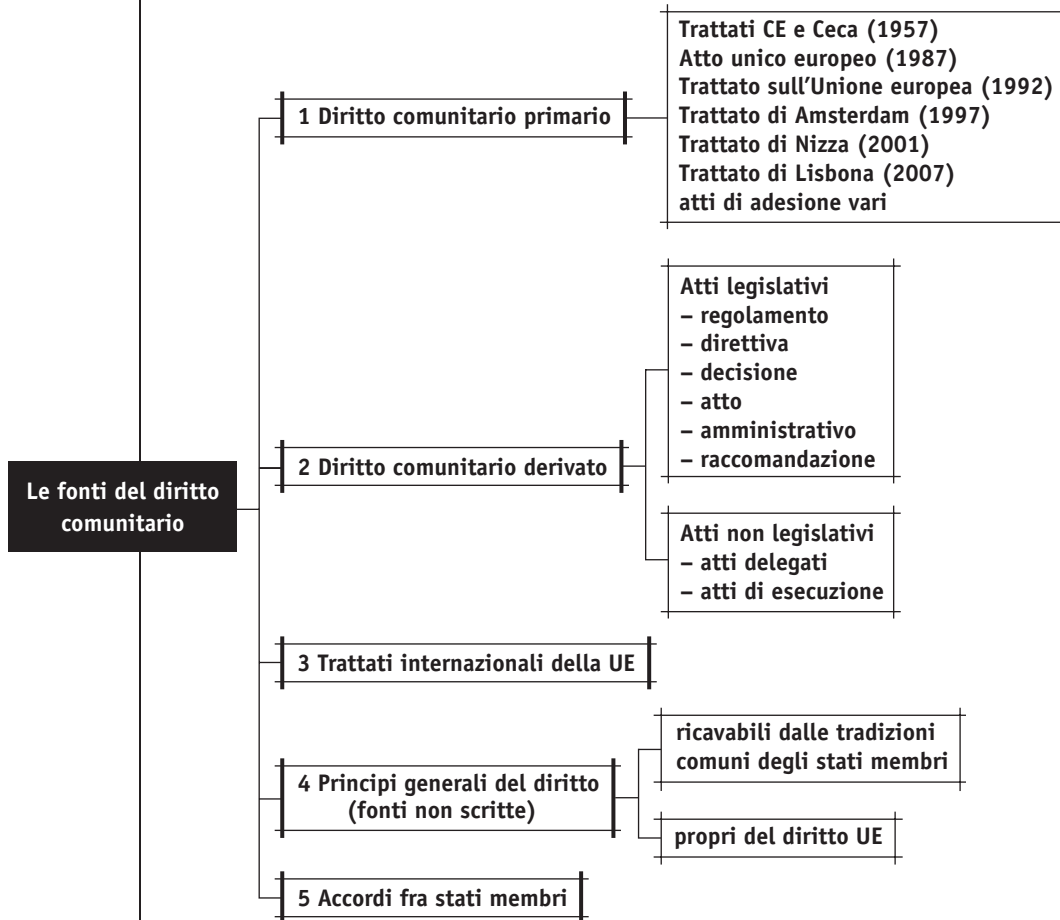 Le fonti del diritto
comunitario
1 Diritto comunitario primario
Trattati CE e Ceca (1957)
Atto unico europeo (1987)
Trattato sull'Unione europea (1992)
Trattato di Amsterdam (1997)
Trattato di Nizza (2001)
Trattato di Lisbona (2007)
atti di adesione vari
2 Diritto comunitario derivato
Atti legislativi
– regolamento
– direttiva
– decisione
– atto
– amministrativo
– raccomandazione
Atti non legislativi
– atti delegati
– atti di esecuzione
3 Trattati internazionali della UE
4 Principi generali del diritto
(fonti non scritte)
ricavabili dalle tradizioni
comuni degli stati membri
propri del diritto UE
5 Accordi fra stati membri